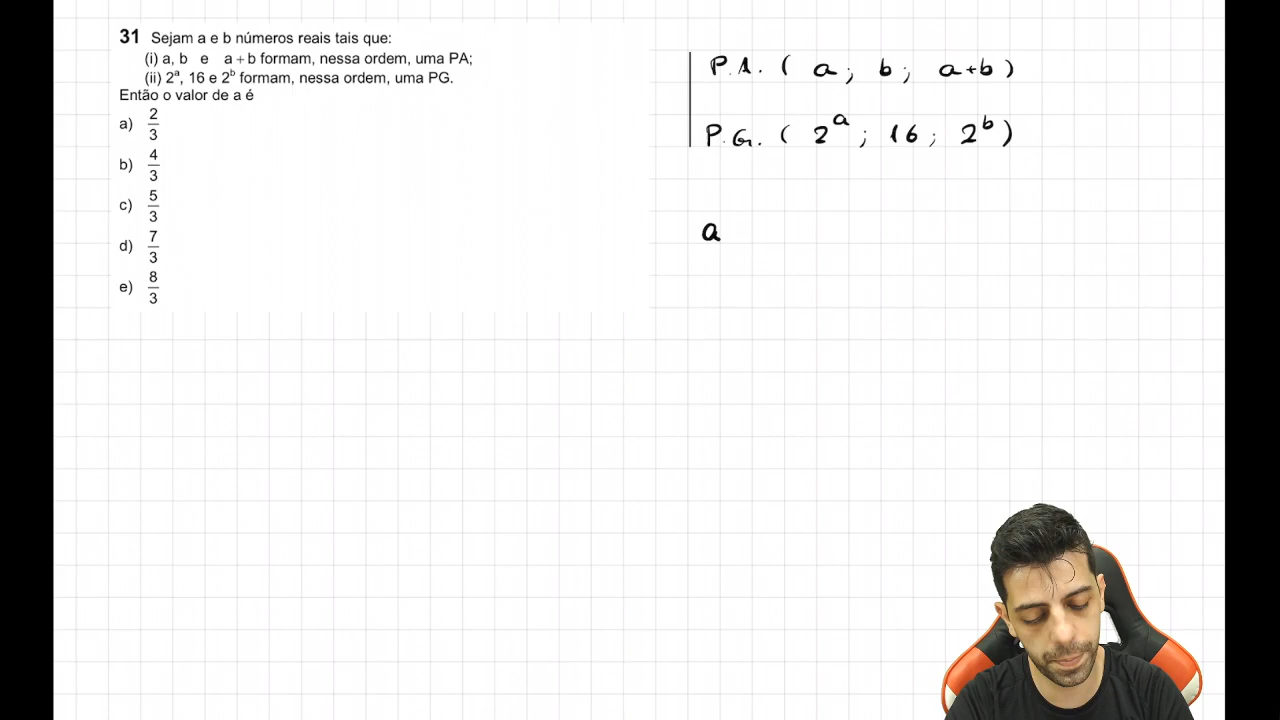 31 Sejam a e b números reais tais que:
(i) a, b e a + b formam, nessa ordem, uma PA;
(ii) 2ᵃ, 16 e 2ᵇ formam, nessa ordem, uma PG.
Então o valor de a é
a) 2/3
b) 4/3
c) 5/3
d) 7/3
e) 8/3
P.A. ( a ; b ; a+b )
P.G. ( 2ᵃ ; 16 ; 2ᵇ )
a